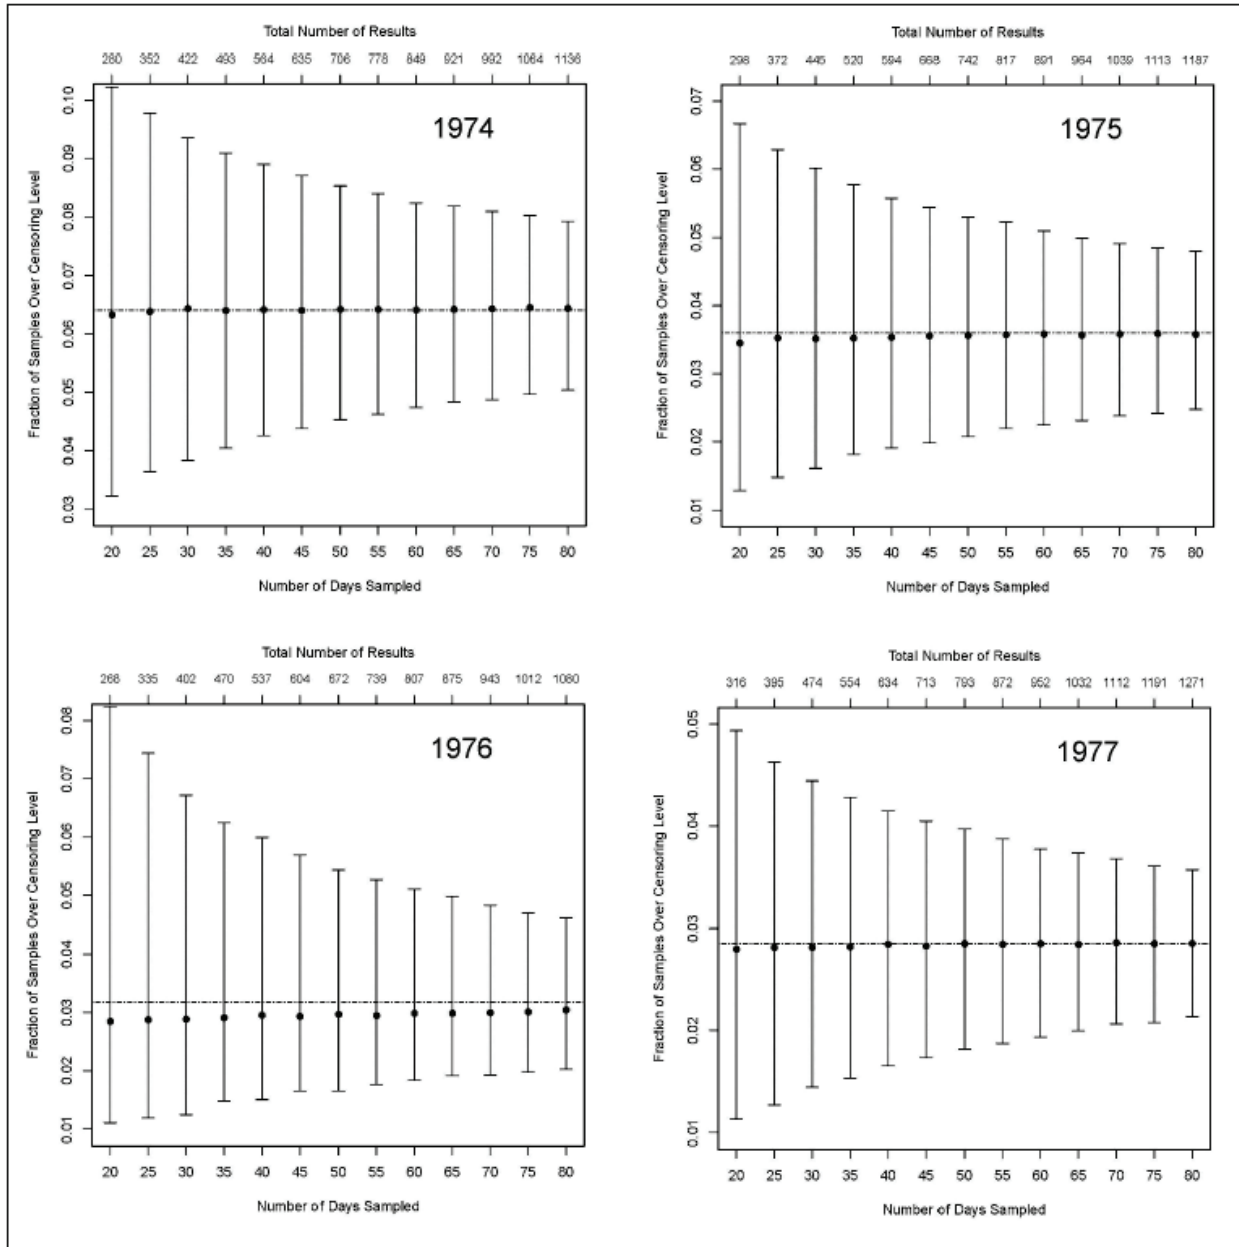 Total Number of Results
280 352 422 493 564 635 706 778 849 921 992 1064 1136
1974
Fraction of Samples Over Censoring Level
0.10
0.09
0.08
0.07
0.06
0.05
0.04
0.03
20 25 30 35 40 45 50 55 60 65 70 75 80
Number of Days Sampled
Total Number of Results
298 372 445 520 594 668 742 817 891 964 1039 1113 1187
1975
Fraction of Samples Over Censoring Level
0.07
0.06
0.05
0.04
0.03
0.02
0.01
20 25 30 35 40 45 50 55 60 65 70 75 80
Number of Days Sampled
Total Number of Results
268 335 402 470 537 604 672 739 807 875 943 1012 1080
1976
Fraction of Samples Over Censoring Level
0.08
0.07
0.06
0.05
0.04
0.03
0.02
0.01
20 25 30 35 40 45 50 55 60 65 70 75 80
Number of Days Sampled
Total Number of Results
316 395 474 554 634 713 793 872 952 1032 1112 1191 1271
1977
Fraction of Samples Over Censoring Level
0.05
0.04
0.03
0.02
0.01
20 25 30 35 40 45 50 55 60 65 70 75 80
Number of Days Sampled